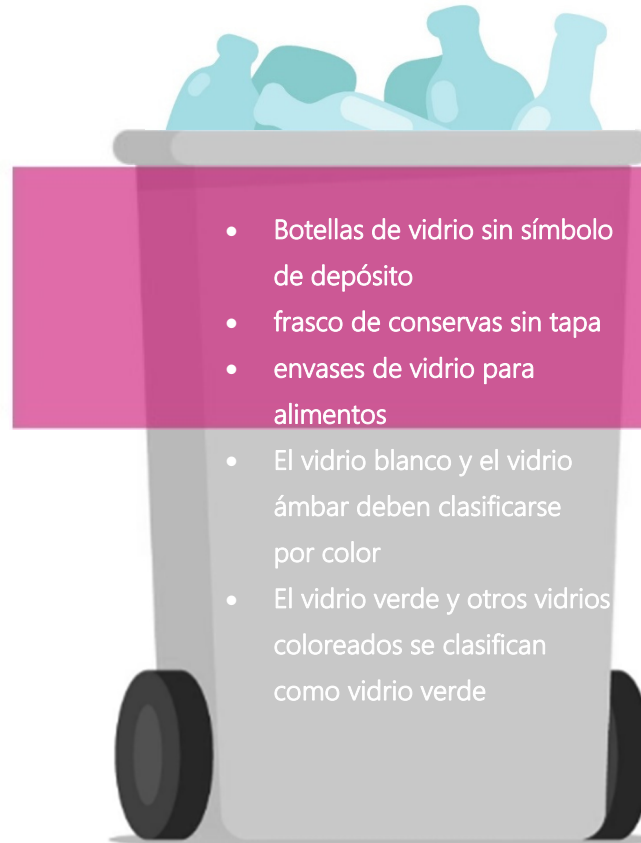 • Botellas de vidrio sin símbolo
de depósito
• frasco de conservas sin tapa
• envases de vidrio para
alimentos
• El vidrio blanco y el vidrio
ámbar deben clasificarse
por color
• El vidrio verde y otros vidrios
coloreados se clasifican
como vidrio verde